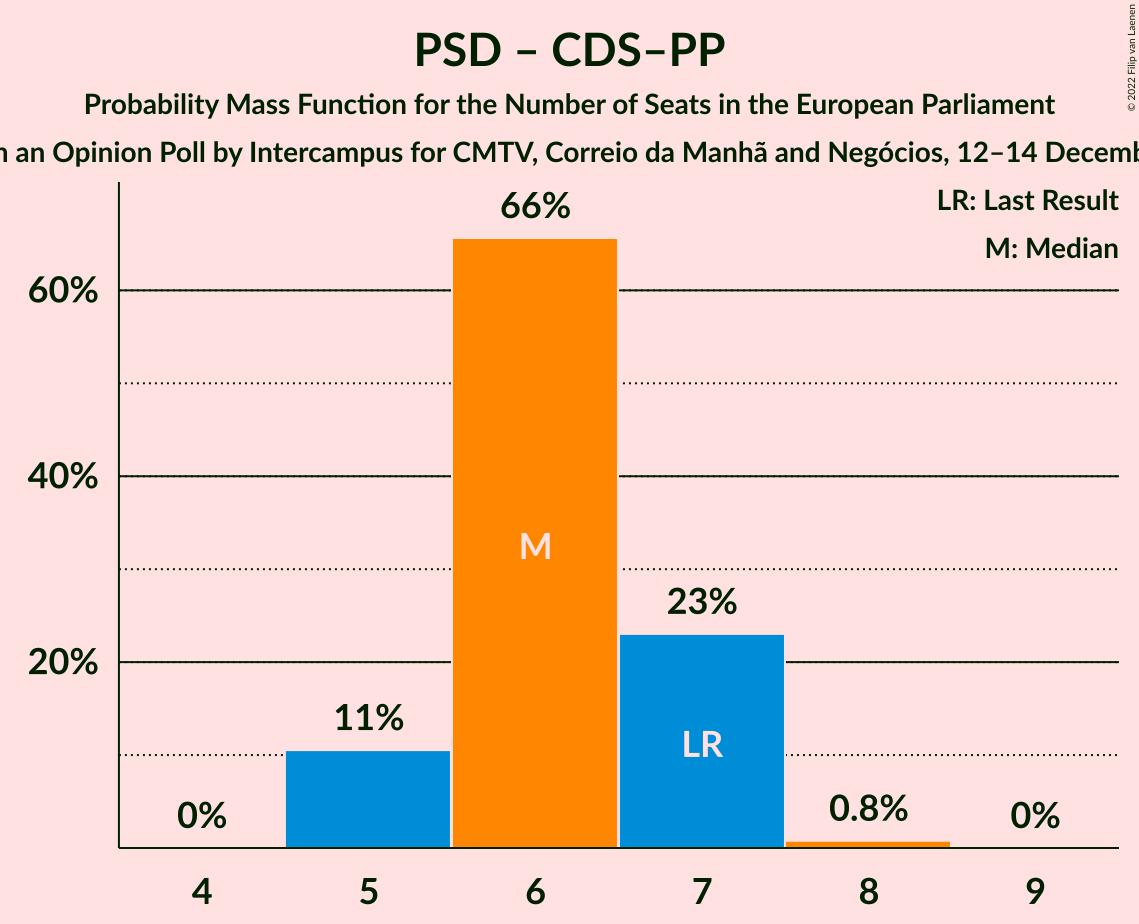 PSD – CDS–PP
Probability Mass Function for the Number of Seats in the European Parliament
an Opinion Poll by Intercampus for CMTV, Correio da Manhã and Negócios, 12–14 Decemb
© 2022 Filip van Laenen
LR: Last Result
M: Median
66%
60%
40%
M
23%
20%
11%
LR
0%
0.8%
0%
4 5 6 7 8 9